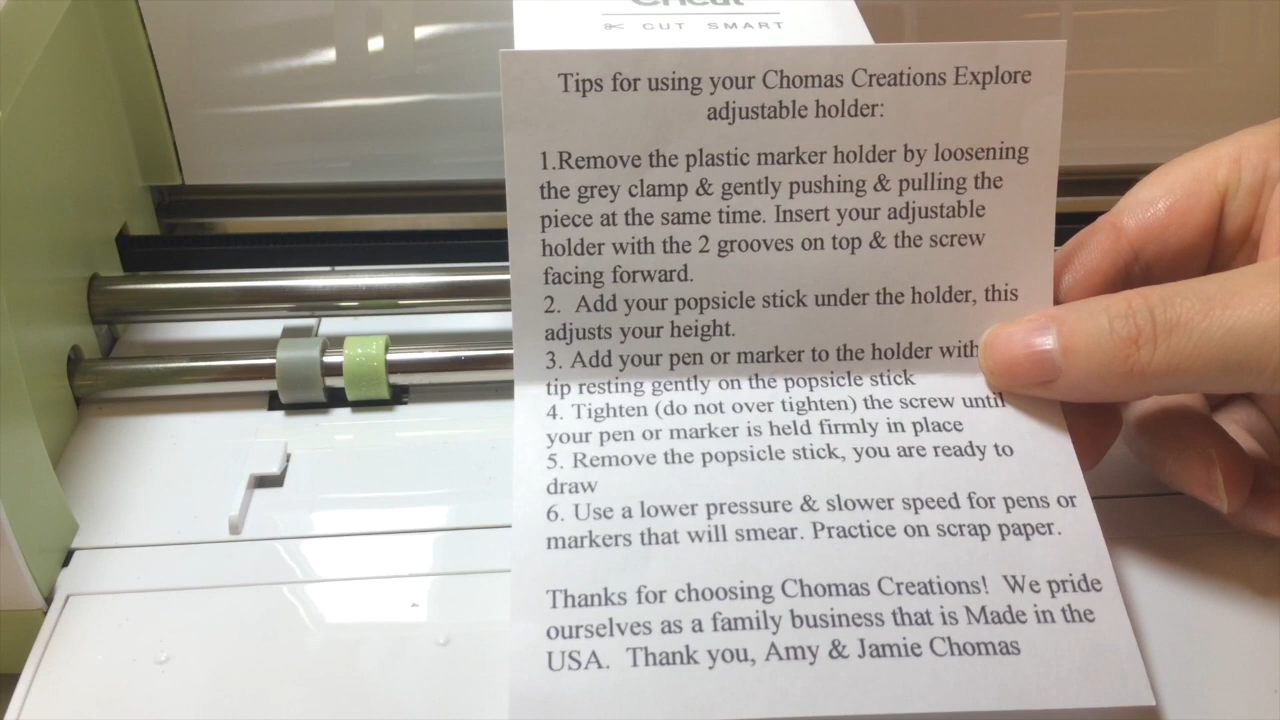 Cricut
CUT SMART
Tips for using your Chomas Creations Explore
adjustable holder:
1.Remove the plastic marker holder by loosening
the grey clamp & gently pushing & pulling the
piece at the same time. Insert your adjustable
holder with the 2 grooves on top & the screw
facing forward.
2. Add your popsicle stick under the holder, this
adjusts your height.
3. Add your pen or marker to the holder with
tip resting gently on the popsicle stick
4. Tighten (do not over tighten) the screw until
your pen or marker is held firmly in place
5. Remove the popsicle stick, you are ready to
draw
6. Use a lower pressure & slower speed for pens or
markers that will smear. Practice on scrap paper.
Thanks for choosing Chomas Creations! We pride
ourselves as a family business that is Made in the
USA. Thank you, Amy & Jamie Chomas